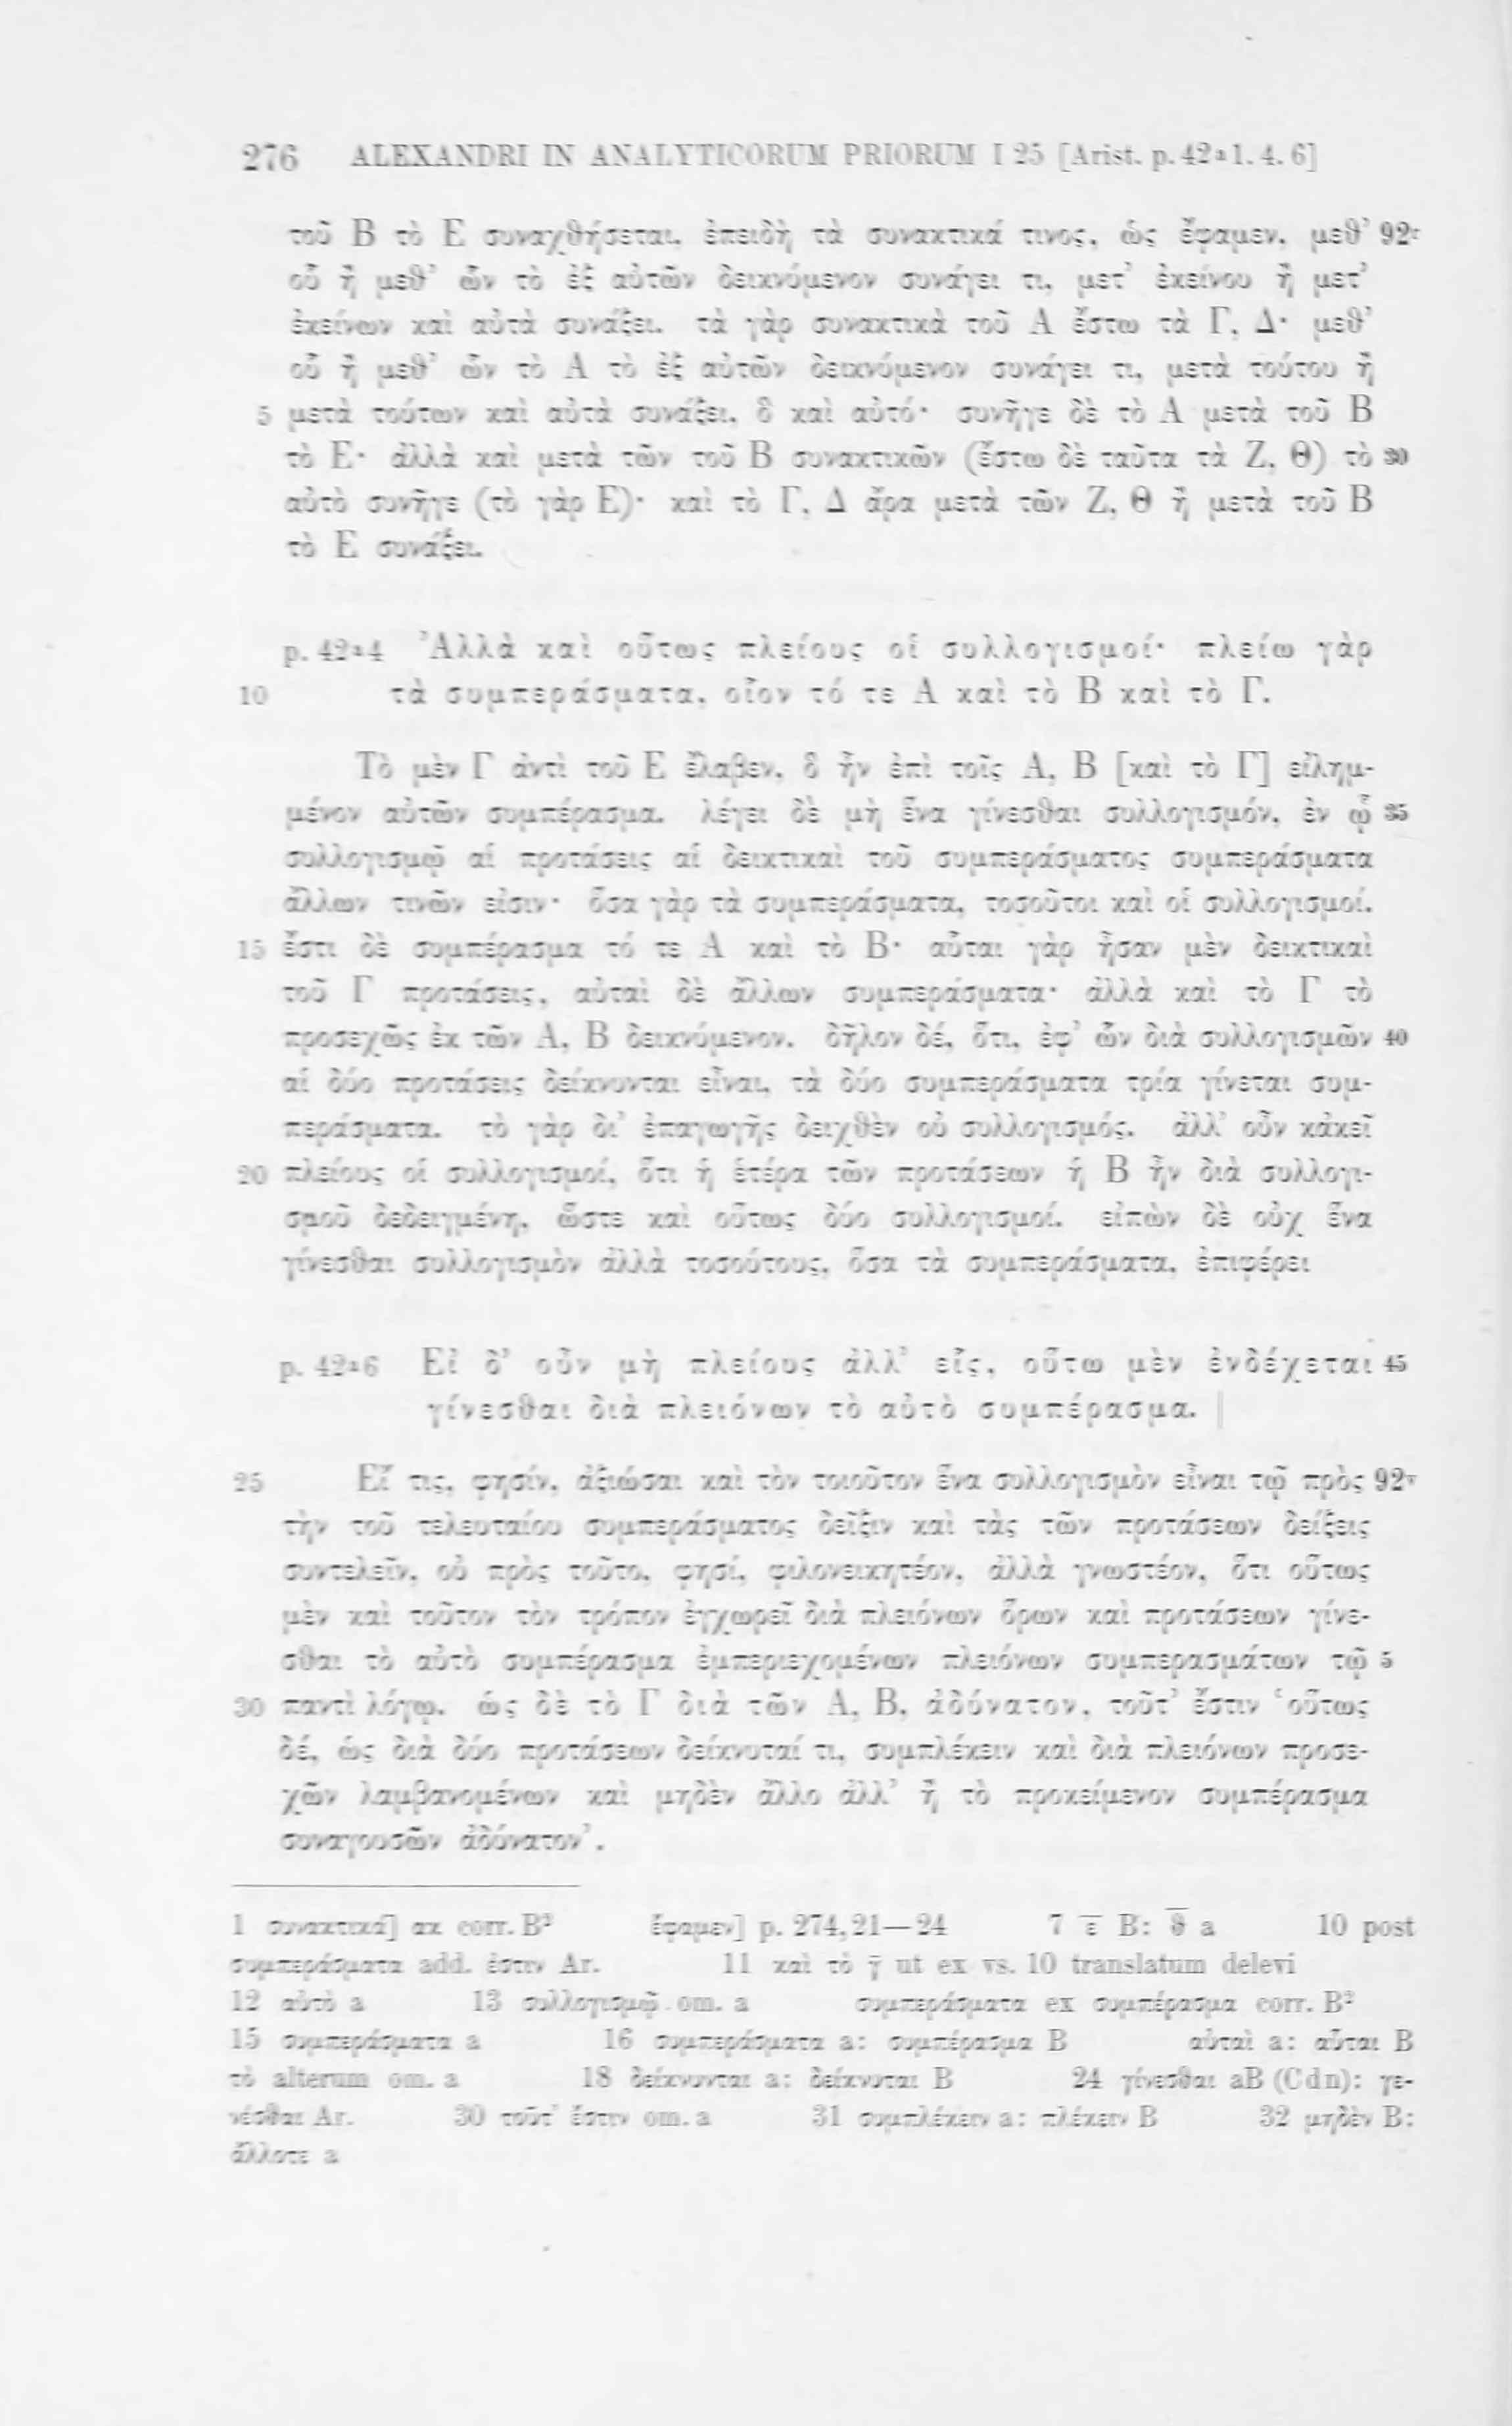 276 ALEXANDRI IN ANALYTICORUM PRIORUM I 25 [Arist. p. 42a1. 4. 6]
τοῦ Β τὸ Ε συναχθήσεται, ἐπειδὴ τὰ συνακτικά τινος, ὡς ἔφαμεν, μεθ’ 92r
οὗ ἢ μεθ’ ὧν τὸ ἐξ αὐτῶν δεικνύμενον συνάγει τι, μετ’ ἐκείνου ἢ μετ’
ἐκείνων καὶ αὐτὰ συνάξει. τὰ γὰρ συνακτικὰ τοῦ Α ἔστω τὰ Γ, Δ· μεθ’
οὗ ἢ μεθ’ ὧν τὸ Α τὸ ἐξ αὐτῶν δεικνύμενον συνάγει τι, μετὰ τούτου ἢ
5 μετὰ τούτων καὶ αὐτὰ συνάξει, ὃ καὶ αὐτό· συνῆγε δὲ τὸ Α μετὰ τοῦ Β
τὸ Ε· ἀλλὰ καὶ μετὰ τῶν τοῦ Β συνακτικῶν (ἔστω δὲ ταῦτα τὰ Ζ, Θ) τὸ 30
αὐτὸ συνῆγε (τὸ γὰρ Ε)· καὶ τὸ Γ, Δ ἄρα μετὰ τῶν Ζ, Θ ἢ μετὰ τοῦ Β
τὸ Ε συνάξει.
p. 42a4 Ἀλλὰ καὶ οὕτως πλείους οἱ συλλογισμοί· πλείω γὰρ
10 τὰ συμπεράσματα, οἷον τό τε Α καὶ τὸ Β καὶ τὸ Γ.
Τὸ μὲν Γ ἀντὶ τοῦ Ε ἔλαβεν, ὃ ἦν ἐπὶ τοῖς Α, Β [καὶ τὸ Γ] εἰλημ-
μένον αὐτῶν συμπέρασμα. λέγει δὲ μὴ ἕνα γίνεσθαι συλλογισμόν, ἐν ᾧ 35
συλλογισμῷ αἱ προτάσεις αἱ δεικτικαὶ τοῦ συμπεράσματος συμπεράσματα
ἄλλων τινῶν εἰσιν· ὅσα γὰρ τὰ συμπεράσματα, τοσοῦτοι καὶ οἱ συλλογισμοί.
15 ἔστι δὲ συμπέρασμα τό τε Α καὶ τὸ Β· αὗται γὰρ ἦσαν μὲν δεικτικαὶ
τοῦ Γ προτάσεις, αὐταὶ δὲ ἄλλων συμπεράσματα· ἀλλὰ καὶ τὸ Γ τὸ
προσεχῶς ἐκ τῶν Α, Β δεικνύμενον. δῆλον δέ, ὅτι, ἐφ’ ὧν διὰ συλλογισμῶν 40
αἱ δύο προτάσεις δείκνυνται εἶναι, τὰ δύο συμπεράσματα τρία γίνεται συμ-
περάσματα. τὸ γὰρ δι’ ἐπαγωγῆς δειχθὲν οὐ συλλογισμός. ἀλλ’ οὖν κἀκεῖ
20 πλείους οἱ συλλογισμοί, ὅτι ἡ ἑτέρα τῶν προτάσεων ἡ Β ἦν διὰ συλλογι-
σμοῦ δεδειγμένη, ὥστε καὶ οὕτως δύο συλλογισμοί. εἰπὼν δὲ οὐχ ἕνα
γίνεσθαι συλλογισμὸν ἀλλὰ τοσούτους, ὅσα τὰ συμπεράσματα, ἐπιφέρει
p. 42a6 Εἰ δ’ οὖν μὴ πλείους ἀλλ’ εἷς, οὕτω μὲν ἐνδέχεται 45
γίνεσθαι διὰ πλειόνων τὸ αὐτὸ συμπέρασμα. |
25 Εἴ τις, φησίν, ἀξιώσαι καὶ τὸν τοιοῦτον ἕνα συλλογισμὸν εἶναι τῷ πρὸς 92v
τὴν τοῦ τελευταίου συμπεράσματος δεῖξιν καὶ τὰς τῶν προτάσεων δείξεις
συντελεῖν, οὐ πρὸς τοῦτο, φησί, φιλονεικητέον, ἀλλὰ γνωστέον, ὅτι οὕτως
μὲν καὶ τοῦτον τὸν τρόπον ἐγχωρεῖ διὰ πλειόνων ὅρων καὶ προτάσεων γίνε-
σθαι τὸ αὐτὸ συμπέρασμα ἐμπεριεχομένων πλειόνων συμπερασμάτων τῷ 5
30 παντὶ λόγῳ. ὡς δὲ τὸ Γ διὰ τῶν Α, Β, ἀδύνατον, τοῦτ’ ἔστιν ‘οὕτως
δέ, ὡς διὰ δύο προτάσεων δείκνυταί τι, συμπλέκειν καὶ διὰ πλειόνων προσε-
χῶν λαμβανομένων καὶ μηδὲν ἄλλο ἀλλ’ ἢ τὸ προκείμενον συμπέρασμα
συναγουσῶν ἀδύνατον’.
1 συνακτικά] ακ corr. B² ἔφαμεν] p. 274,21—24 7 ε̅ B: θ̅ a 10 post
συμπεράσματα add. ἐστιν Ar. 11 καὶ τὸ γ̅ ut ex vs. 10 translatum delevi
12 αὐτὸ a 13 συλλογισμῷ om. a συμπεράσματα ex συμπέρασμα corr. B²
15 συμπεράσματα a 16 συμπεράσματα a: συμπέρασμα B αὐταὶ a: αὗται B
τὸ alterum om. a 18 δείκνυνται a: δείκνυται B 24 γίνεσθαι aB (Cdn): γε-
νέσθαι Ar. 30 τοῦτ’ ἔστιν om. a 31 συμπλέκειν a: πλέκειν B 32 μηδὲν B:
ἄλλοτε a